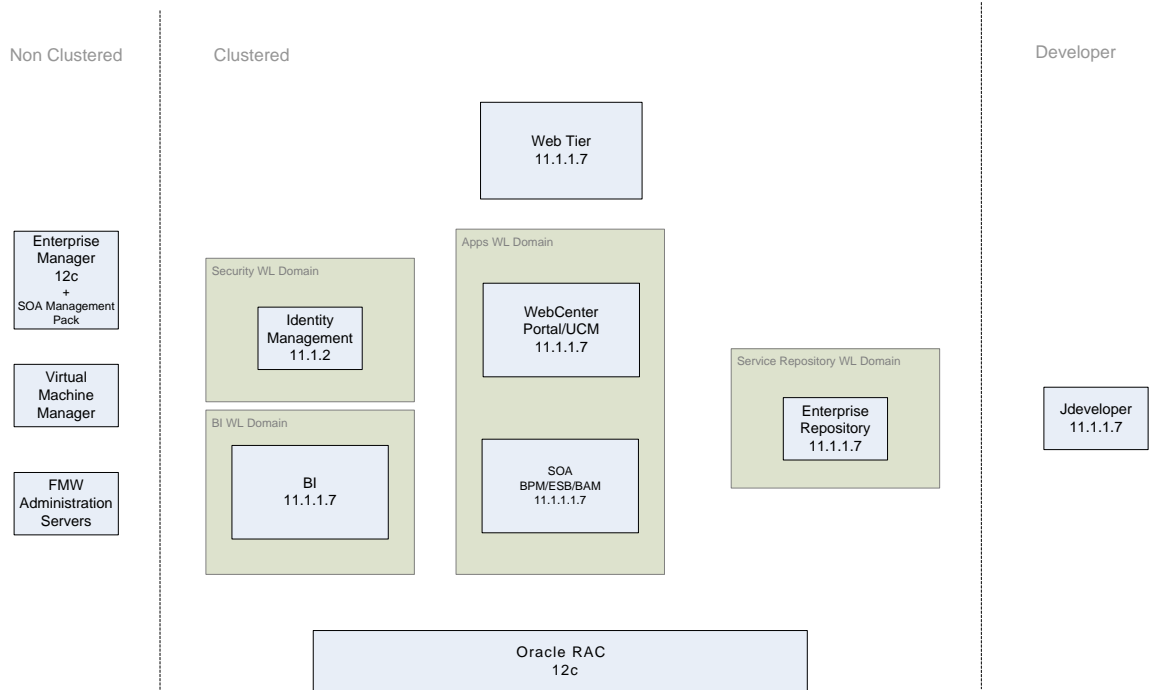 Non Clustered
Clustered
Developer
Web Tier
11.1.1.7
Enterprise
Manager
12c
+
SOA Management
Pack
Virtual
Machine
Manager
FMW
Administration
Servers
Security WL Domain
Identity
Management
11.1.2
BI WL Domain
BI
11.1.1.7
Apps WL Domain
WebCenter
Portal/UCM
11.1.1.7
SOA
BPM/ESB/BAM
11.1.1.1.7
Service Repository WL Domain
Enterprise
Repository
11.1.1.7
Jdeveloper
11.1.1.7
Oracle RAC
12c